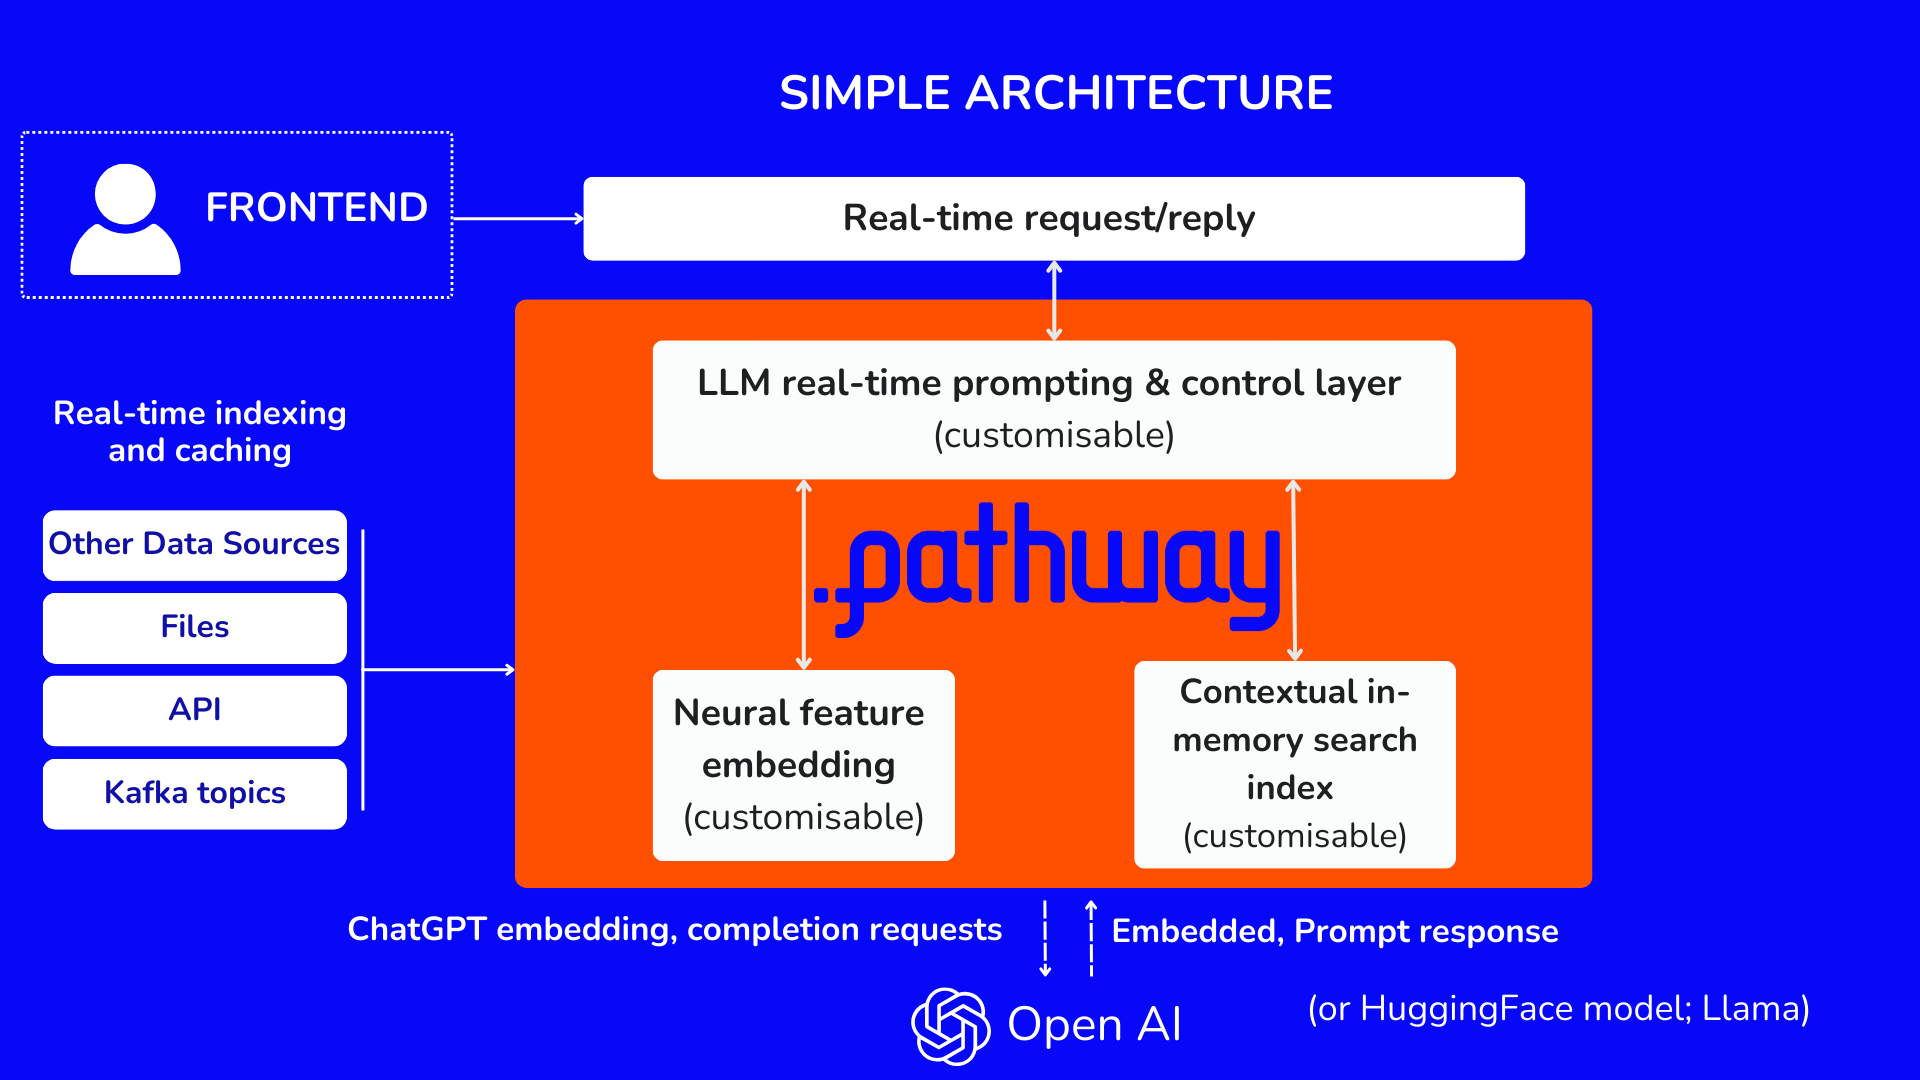 SIMPLE ARCHITECTURE
FRONTEND
Real-time request/reply
LLM real-time prompting & control layer
(customisable)
Real-time indexing
and caching
Other Data Sources
Files
API
Kafka topics
.pathway
Neural feature
embedding
(customisable)
Contextual in-
memory search
index
(customisable)
ChatGPT embedding, completion requests
Embedded, Prompt response
Open AI
(or HuggingFace model; Llama)